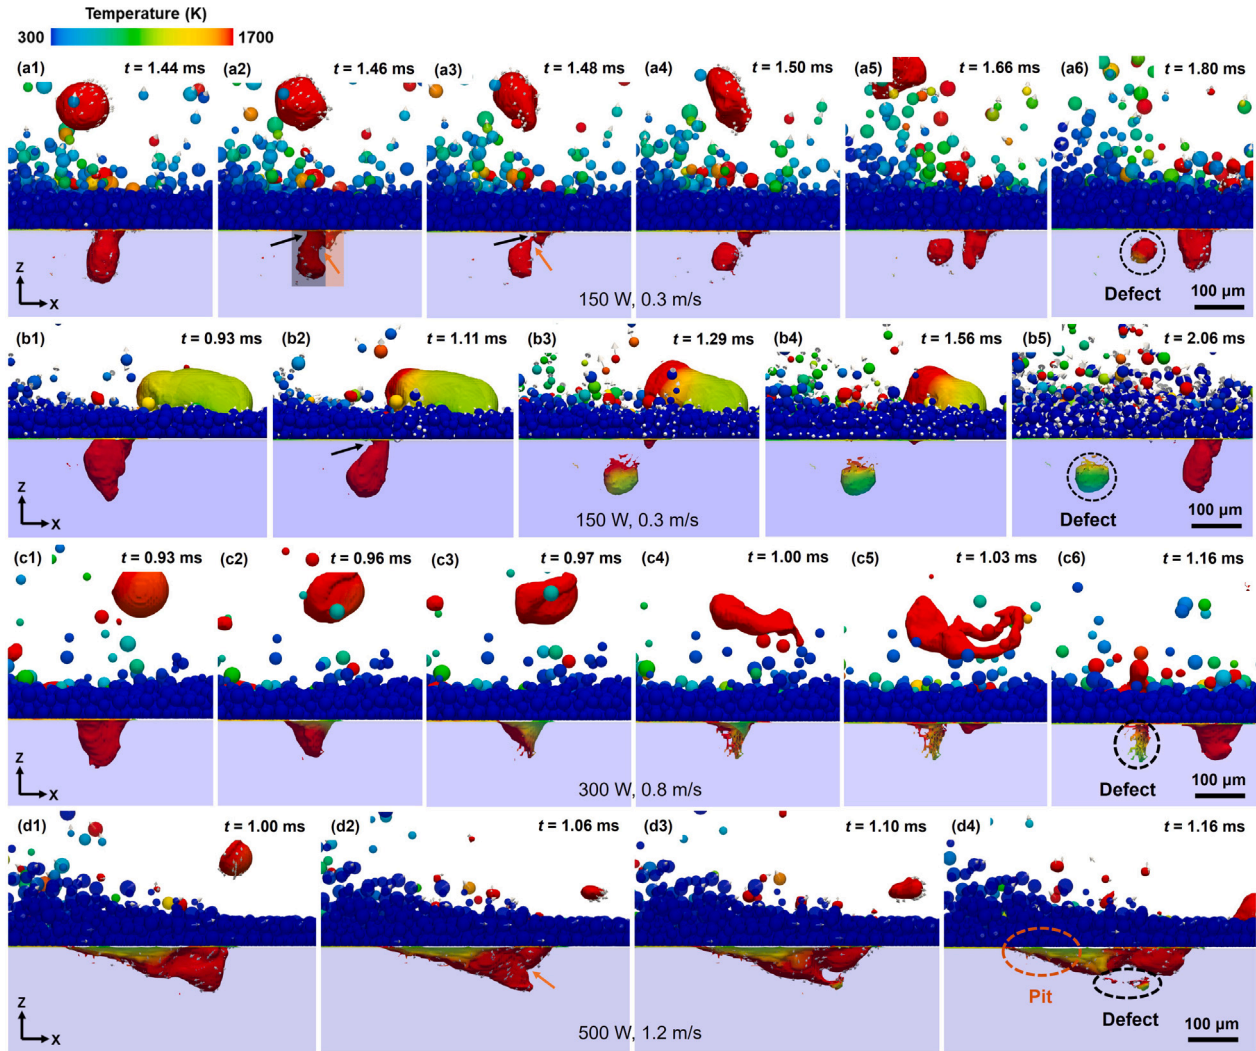 Temperature (K)
300 1700
(a1) t = 1.44 ms (a2) t = 1.46 ms (a3) t = 1.48 ms (a4) t = 1.50 ms (a5) t = 1.66 ms (a6) t = 1.80 ms
Z
X
150 W, 0.3 m/s
Defect
100 μm
(b1) t = 0.93 ms (b2) t = 1.11 ms (b3) t = 1.29 ms (b4) t = 1.56 ms (b5) t = 2.06 ms
Z
X
150 W, 0.3 m/s
Defect
100 μm
(c1) t = 0.93 ms (c2) t = 0.96 ms (c3) t = 0.97 ms (c4) t = 1.00 ms (c5) t = 1.03 ms (c6) t = 1.16 ms
Z
X
300 W, 0.8 m/s
Defect
100 μm
(d1) t = 1.00 ms (d2) t = 1.06 ms (d3) t = 1.10 ms (d4) t = 1.16 ms
Z
X
500 W, 1.2 m/s
Pit
Defect
100 μm